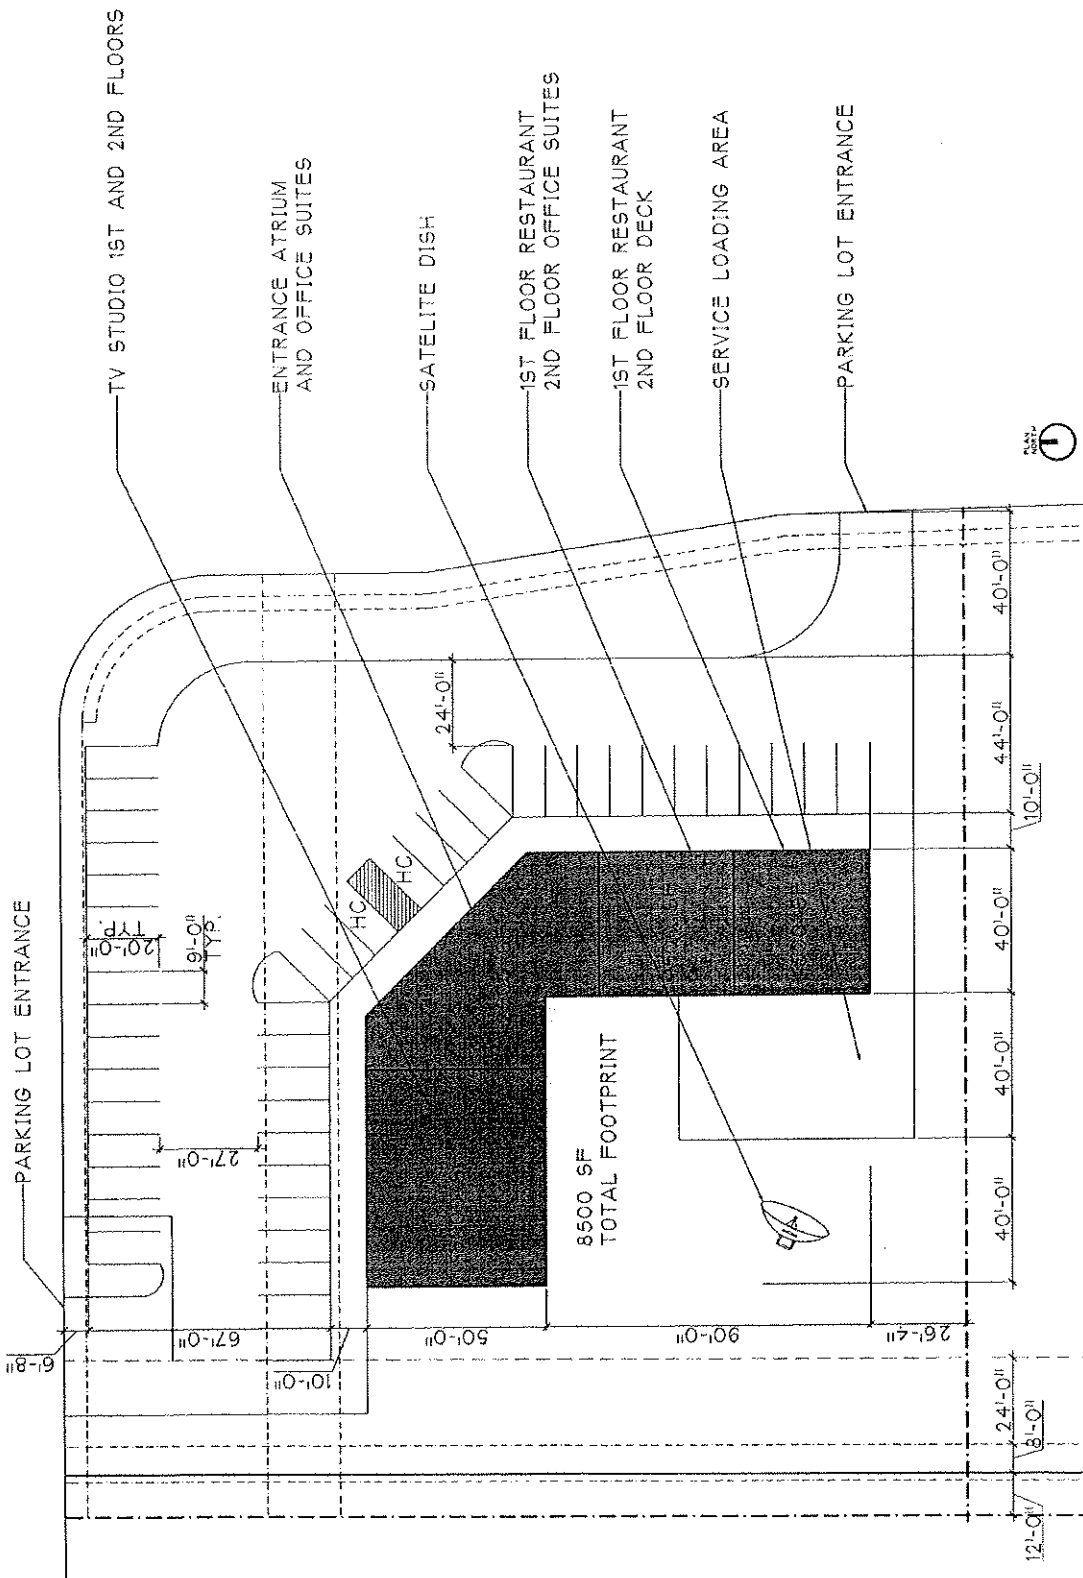 PARKING LOT ENTRANCE
TV STUDIO 1ST AND 2ND FLOORS
ENTRANCE ATRIUM
AND OFFICE SUITES
SATELITE DISH
1ST FLOOR RESTAURANT
2ND FLOOR OFFICE SUITES
1ST FLOOR RESTAURANT
2ND FLOOR DECK
SERVICE LOADING AREA
PARKING LOT ENTRANCE
PLAN
NORTH
8500 SF
TOTAL FOOTPRINT
HC
HC
20'-0"
TYP.
9'-0"
TYP.
27'-0"
24'-0"
6'-8"
67'-0"
10'-0"
50'-0"
90'-0"
26'-4"
12'-0"
8'-0"
24'-0"
40'-0"
40'-0"
40'-0"
10'-0"
44'-0"
40'-0"